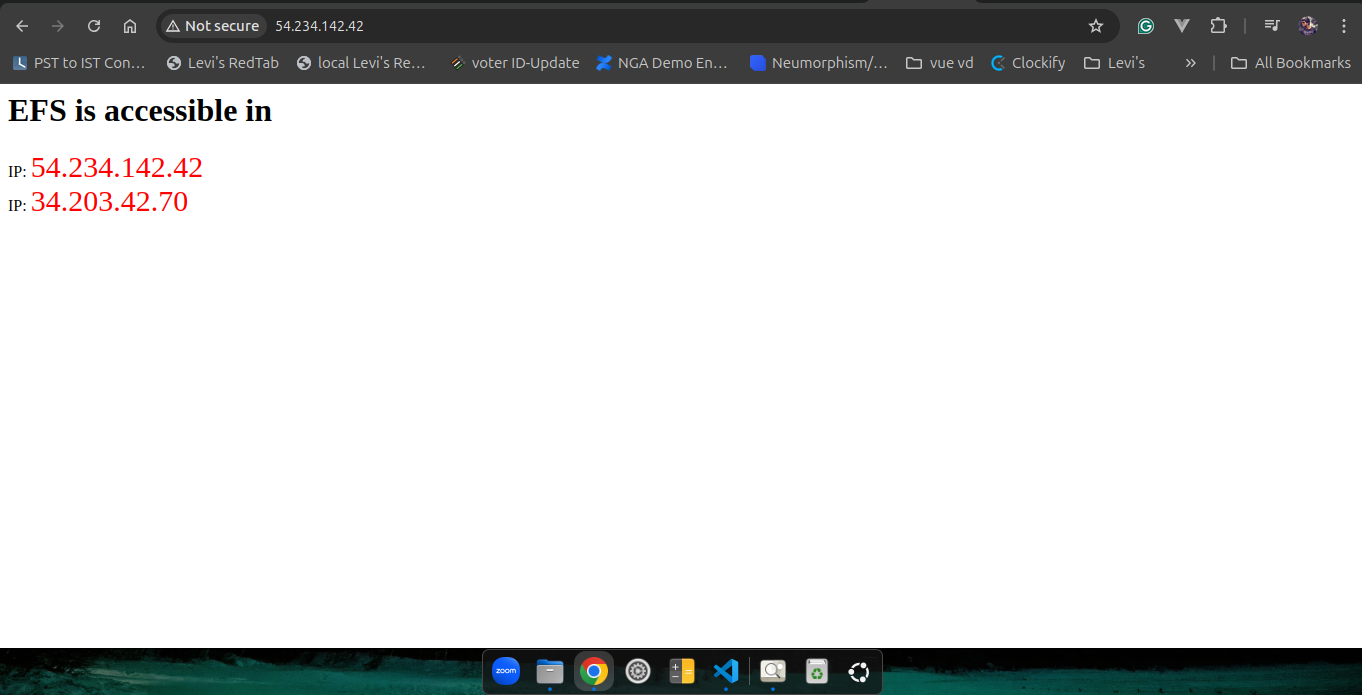 Not secure 54.234.142.42
PST to IST Con... Levi's RedTab local Levi's Re... voter ID-Update NGA Demo En... Neumorphism/... vue vd Clockify Levi's » All Bookmarks
EFS is accessible in
IP: 54.234.142.42
IP: 34.203.42.70
zoom